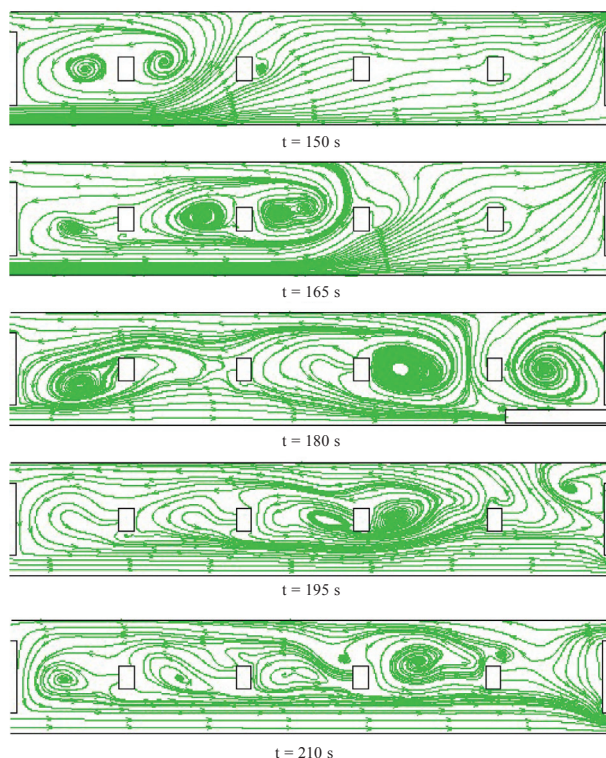 t = 150 s
t = 165 s
t = 180 s
t = 195 s
t = 210 s